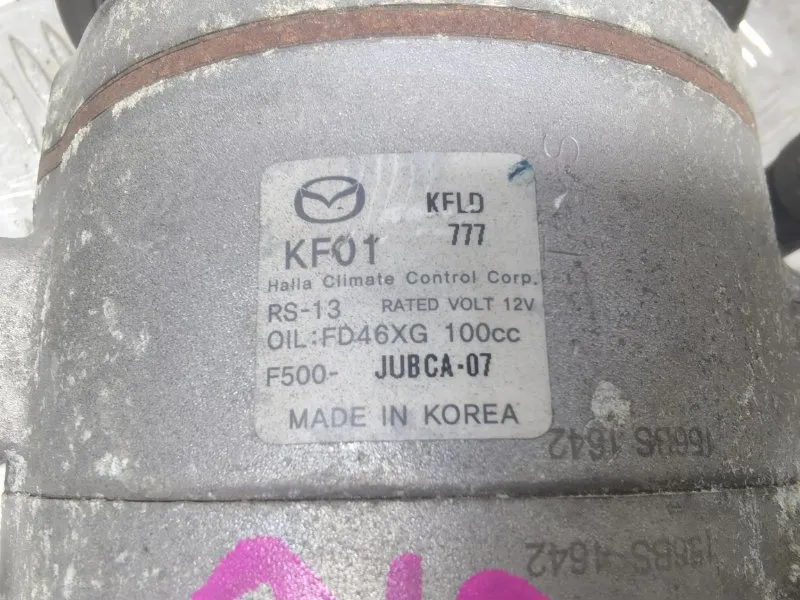 KFLD
777
KF01
Halla Climate Control Corp.
RS-13 RATED VOLT 12V
OIL:FD46XG 100cc
F500- JUBCA-07
MADE IN KOREA